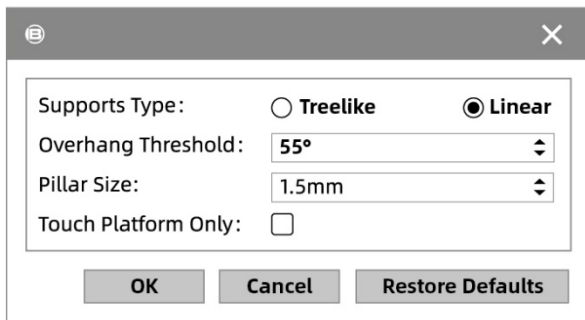 B
Supports Type: Treelike Linear
Overhang Threshold: 55°
Pillar Size: 1.5mm
Touch Platform Only:
OK Cancel Restore Defaults